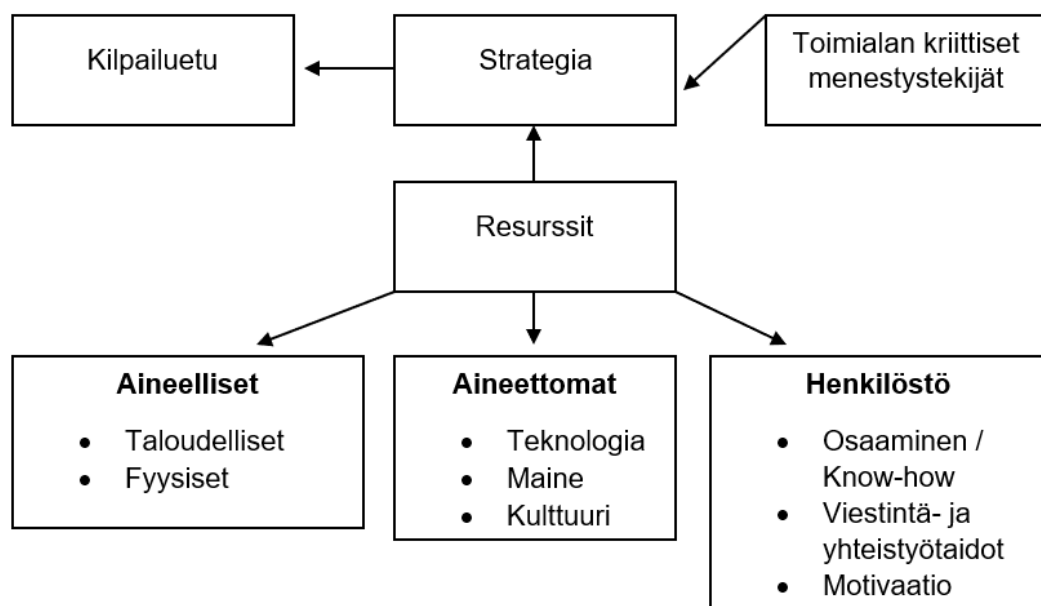 Kilpailuetu
Strategia
Toimialan kriittiset
menestystekijät
Resurssit
Aineelliset
• Taloudelliset
• Fyysiset
Aineettomat
• Teknologia
• Maine
• Kulttuuri
Henkilöstö
• Osaaminen /
Know-how
• Viestintä- ja
yhteistyötaidot
• Motivaatio